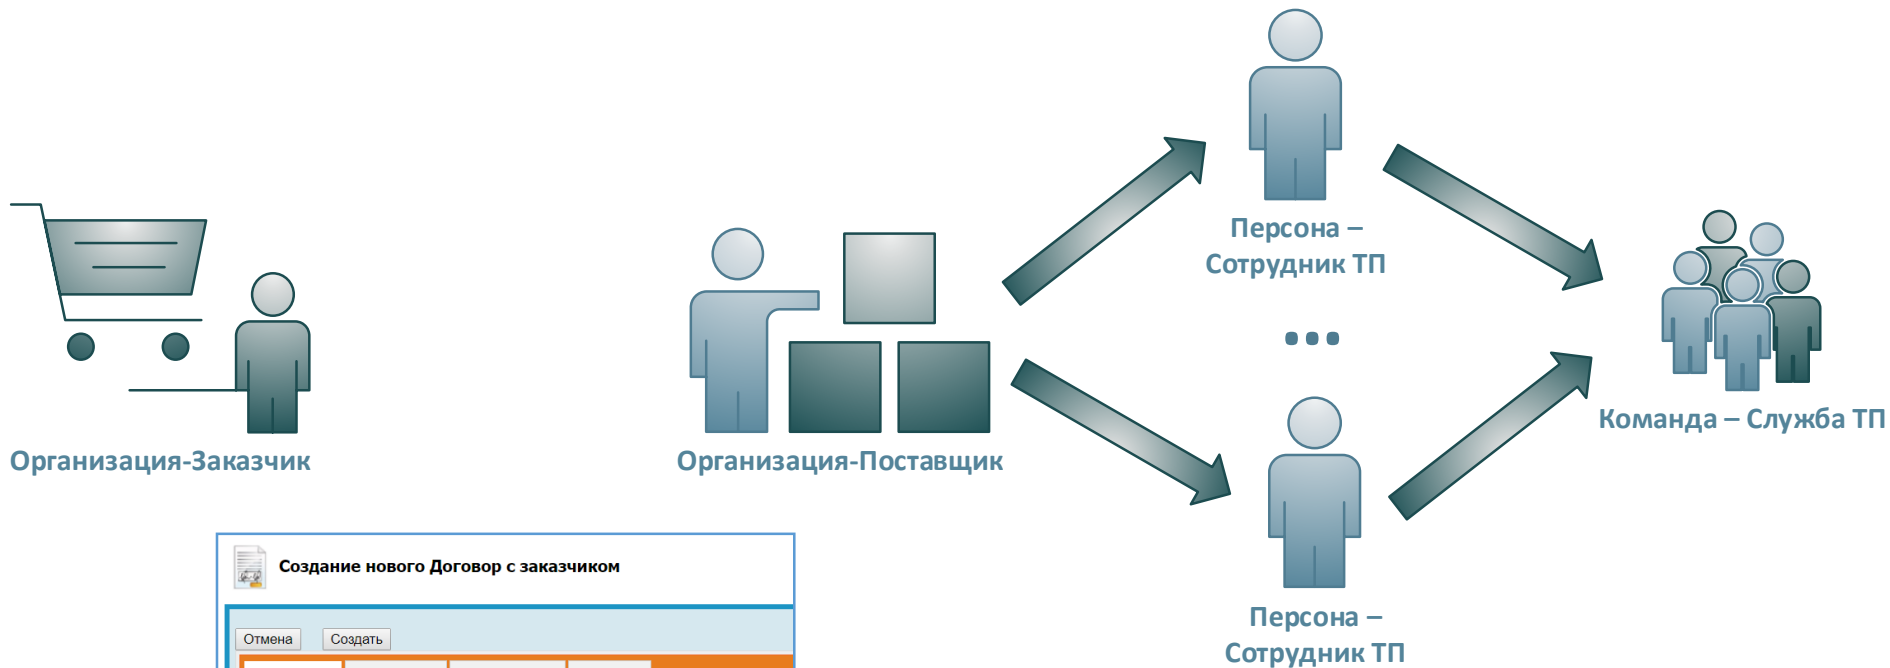 Персона –
Сотрудник ТП
...
Команда – Служба ТП
Организация-Заказчик
Организация-Поставщик
Создание нового Договор с заказчиком
Отмена Создать
Персона –
Сотрудник ТП